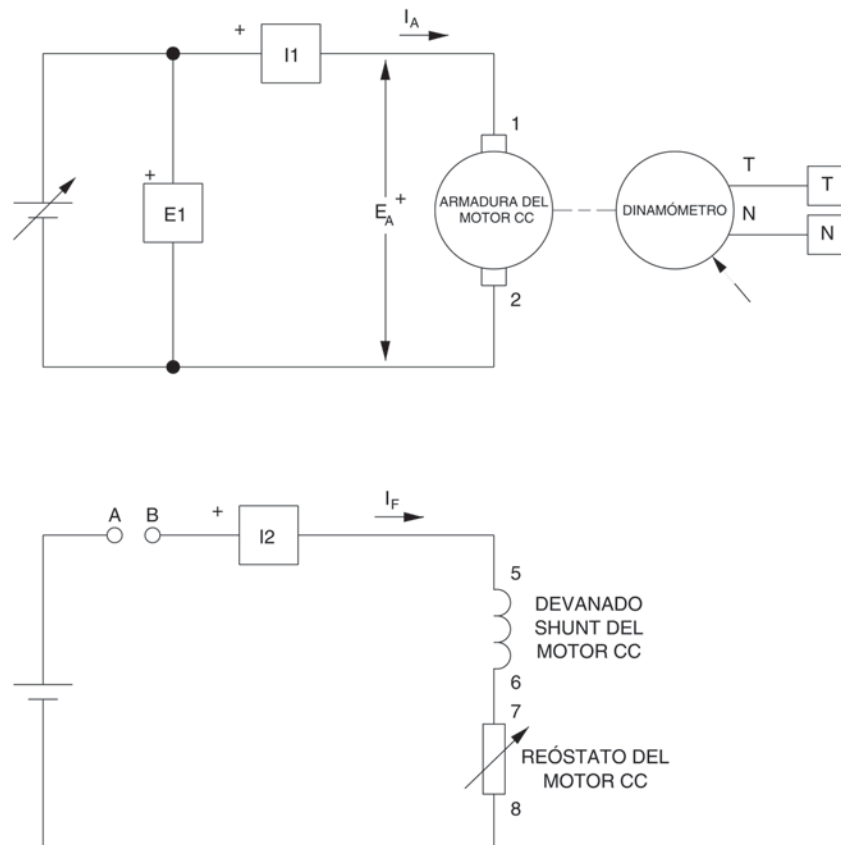 +
I1
I_A
1
+
E1
E_A
+
ARMADURA DEL
MOTOR CC
DINAMÓMETRO
T
T
N
N
2
A
B
+
I2
I_F
5
DEVANADO
SHUNT DEL
MOTOR CC
6
7
REÓSTATO DEL
MOTOR CC
8